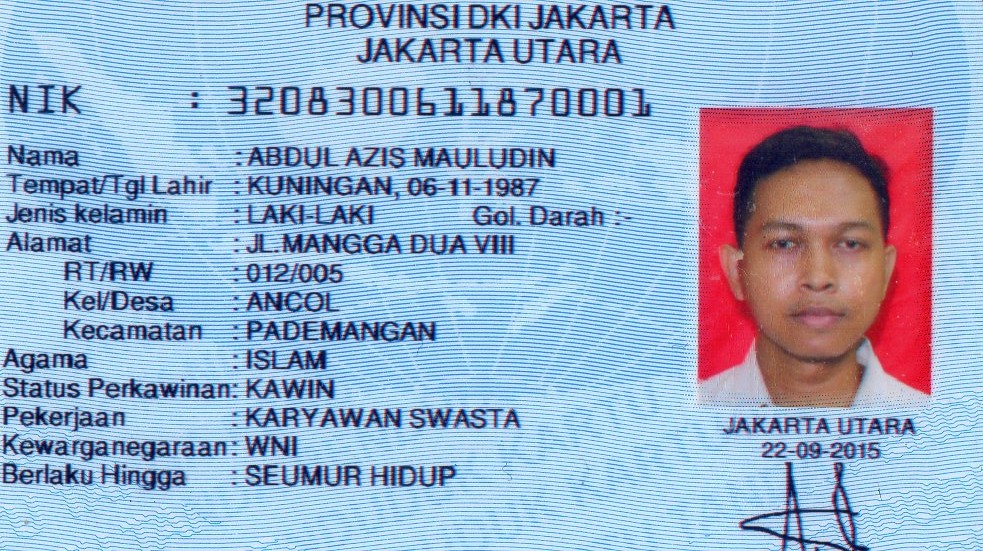 PROVINSI DKI JAKARTA
JAKARTA UTARA
NIK : 3208300611870001
Nama : ABDUL AZIS MAULUDIN
Tempat/Tgl Lahir : KUNINGAN, 06-11-1987
Jenis kelamin : LAKI-LAKI Gol. Darah :-
Alamat : JL.MANGGA DUA VIII
RT/RW : 012/005
Kel/Desa : ANCOL
Kecamatan : PADEMANGAN
Agama : ISLAM
Status Perkawinan: KAWIN
Pekerjaan : KARYAWAN SWASTA
Kewarganegaraan: WNI
Berlaku Hingga : SEUMUR HIDUP
JAKARTA UTARA
22-09-2015